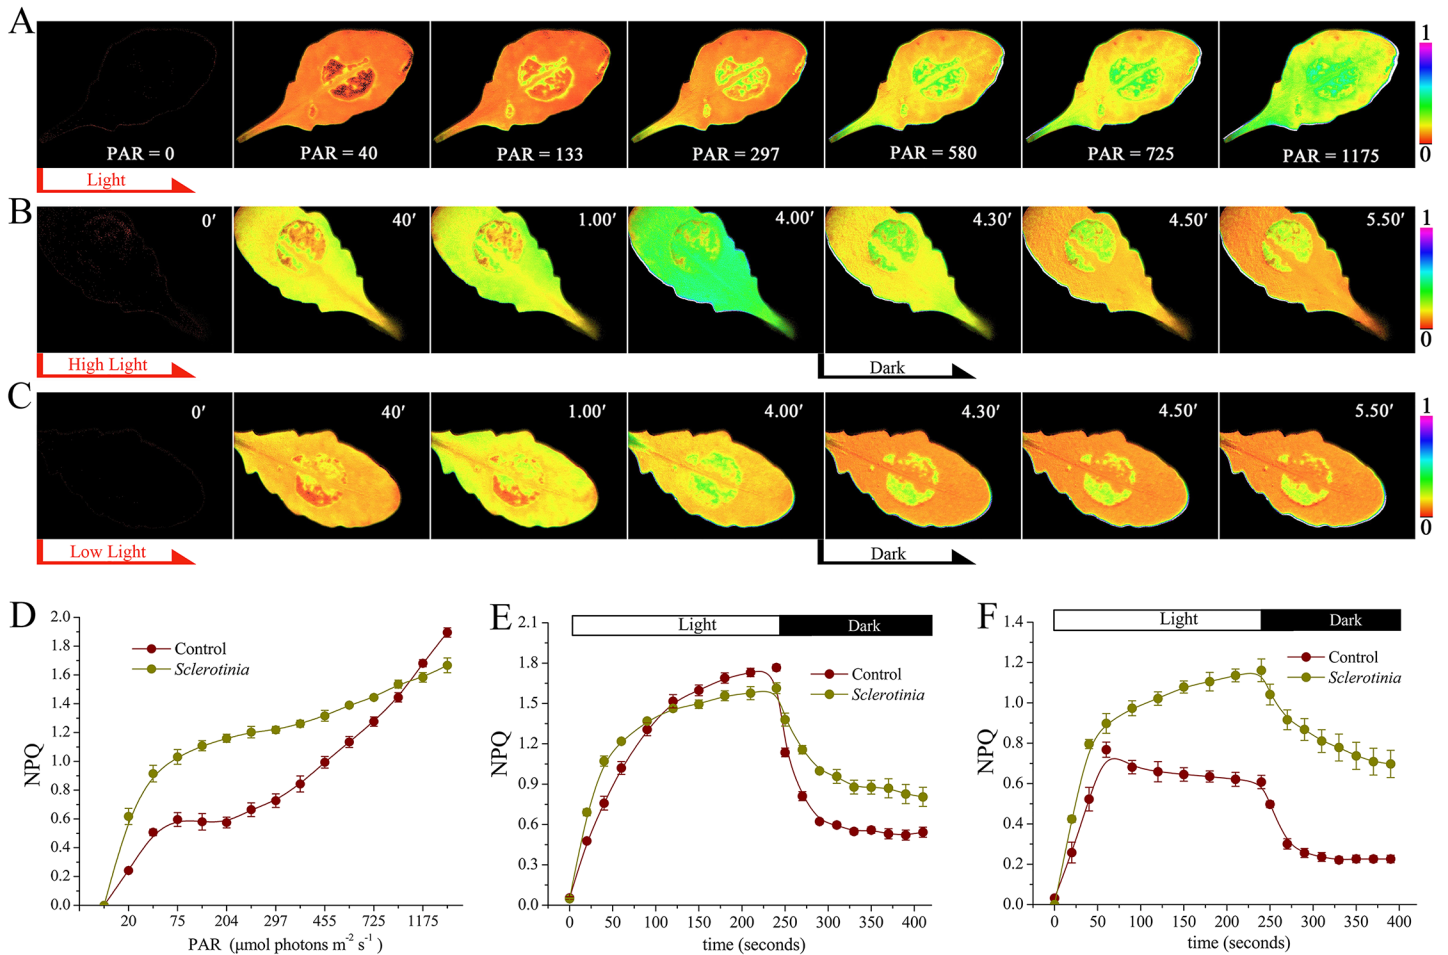 A
PAR = 0
PAR = 40
PAR = 133
PAR = 297
PAR = 580
PAR = 725
PAR = 1175
1
0
Light
B
0′
40′
1.00′
4.00′
4.30′
4.50′
5.50′
1
0
High Light
Dark
C
0′
40′
1.00′
4.00′
4.30′
4.50′
5.50′
1
0
Low Light
Dark
D
2.0
1.8
1.6
1.4
1.2
1.0
0.8
0.6
0.4
0.2
0.0
NPQ
Control
Sclerotinia
20 75 204 297 455 725 1175
PAR (μmol photons m⁻² s⁻¹)
E
Light Dark
2.1
1.8
1.5
1.2
0.9
0.6
0.3
0.0
NPQ
Control
Sclerotinia
0 50 100 150 200 250 300 350 400
time (seconds)
F
Light Dark
1.4
1.2
1.0
0.8
0.6
0.4
0.2
0.0
NPQ
Control
Sclerotinia
0 50 100 150 200 250 300 350 400
time (seconds)